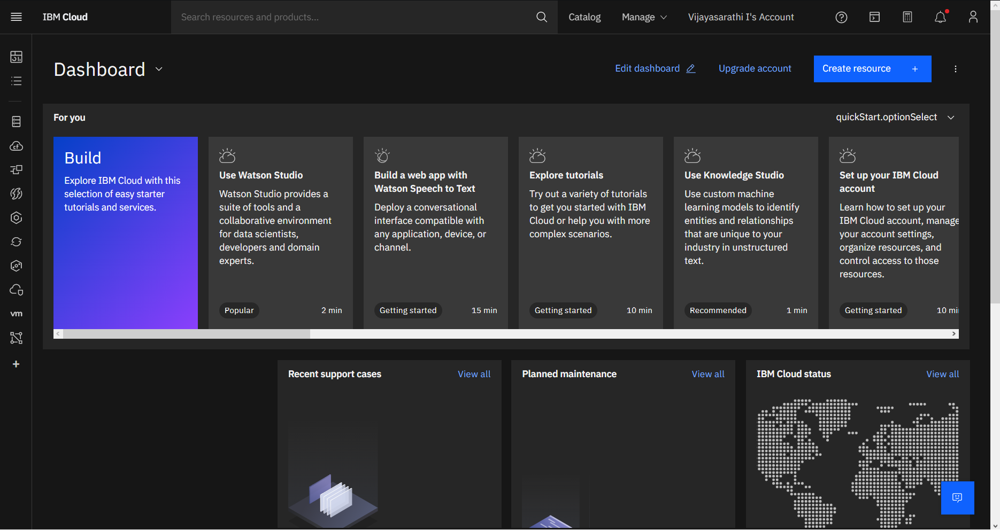 IBM Cloud
Search resources and products...
Catalog
Manage
Vijayasarathi I's Account
Dashboard
Edit dashboard
Upgrade account
Create resource +
For you
quickStart.optionSelect
Build
Explore IBM Cloud with this
selection of easy starter
tutorials and services.
Use Watson Studio
Watson Studio provides a
suite of tools and a
collaborative environment
for data scientists,
developers and domain
experts.
Popular
2 min
Build a web app with
Watson Speech to Text
Deploy a conversational
interface compatible with
any application, device, or
channel.
Getting started
15 min
Explore tutorials
Try out a variety of tutorials
to get you started with IBM
Cloud or help you with more
complex scenarios.
Getting started
10 min
Use Knowledge Studio
Use custom machine
learning models to identify
entities and relationships
that are unique to your
industry in unstructured
text.
Recommended
1 min
Set up your IBM Cloud
account
Learn how to set up your
IBM Cloud account, manage
your account settings,
organize resources, and
control access to those
resources.
Getting started
10 min
cf
vm
Recent support cases
View all
Planned maintenance
View all
IBM Cloud status
View all